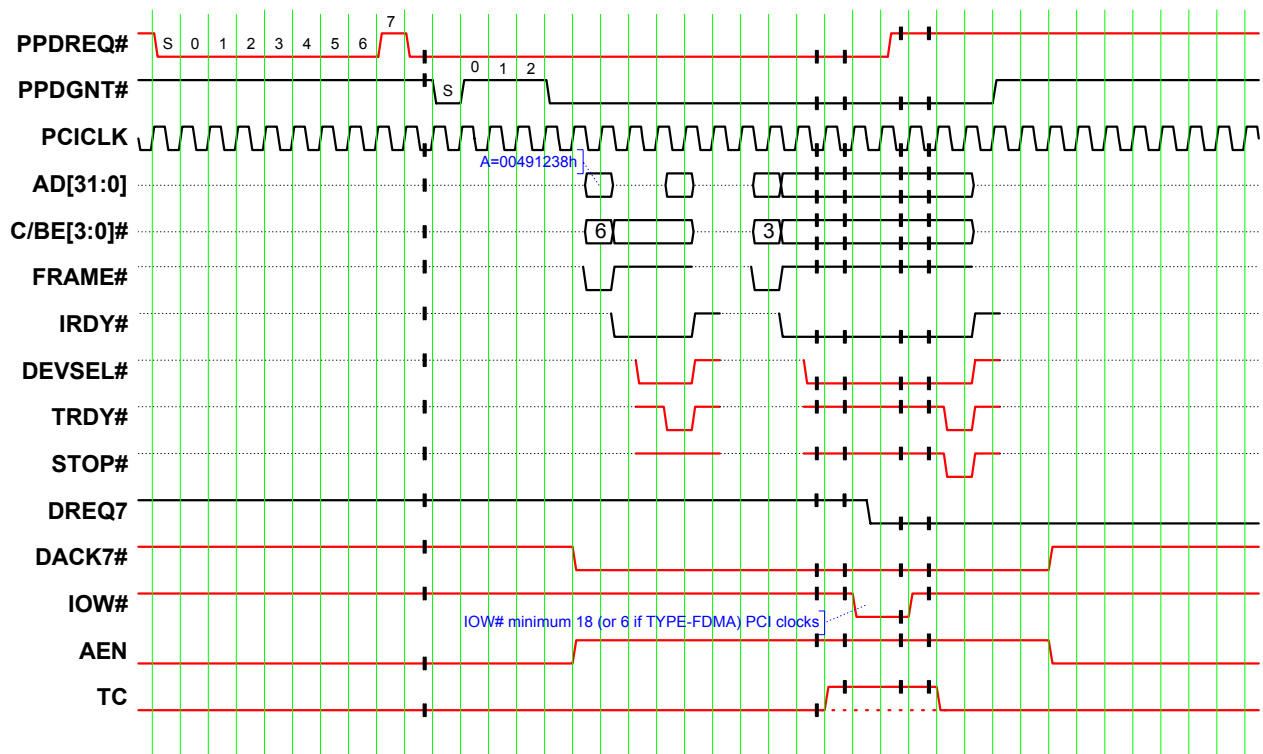 7
PPDREQ# S 0 1 2 3 4 5 6
0 1 2
PPDGNT# S
PCICLK
A=00491238h
AD[31:0]
C/BE[3:0]# 6 3
FRAME#
IRDY#
DEVSEL#
TRDY#
STOP#
DREQ7
DACK7#
IOW#
IOW# minimum 18 (or 6 if TYPE-FDMA) PCI clocks
AEN
TC